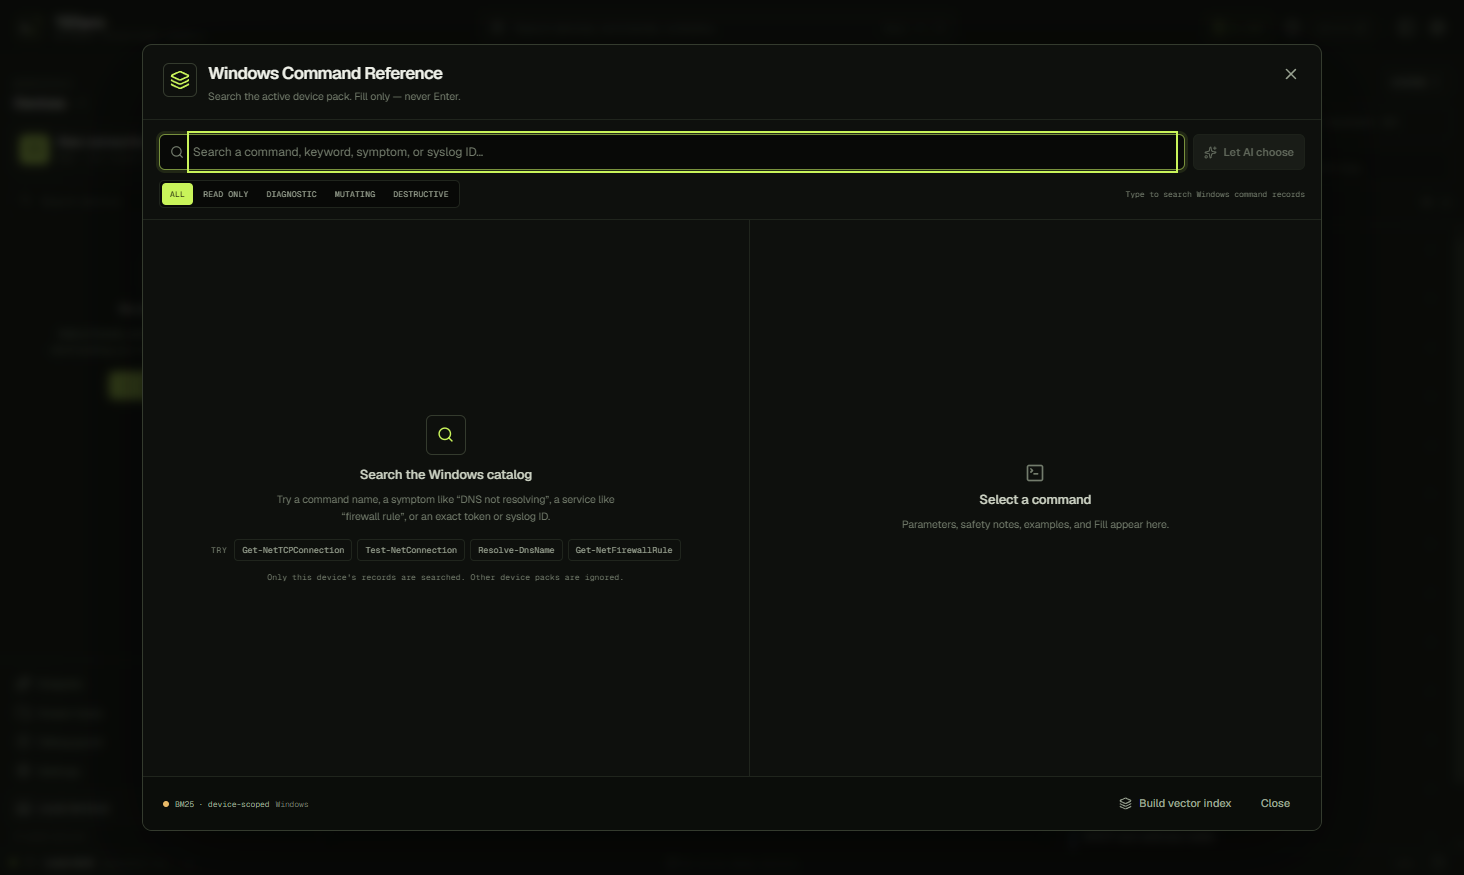 Windows Command Reference
Search the active device pack. Fill only — never Enter.
Search a command, keyword, symptom, or syslog ID...
Let AI choose
ALL READ ONLY DIAGNOSTIC MUTATING DESTRUCTIVE
Type to search Windows command records
Search the Windows catalog
Try a command name, a symptom like “DNS not resolving”, a service like
“firewall rule”, or an exact token or syslog ID.
TRY Get-NetTCPConnection Test-NetConnection Resolve-DnsName Get-NetFirewallRule
Only this device's records are searched. Other device packs are ignored.
Select a command
Parameters, safety notes, examples, and Fill appear here.
BM25 · device-scoped Windows
Build vector index
Close